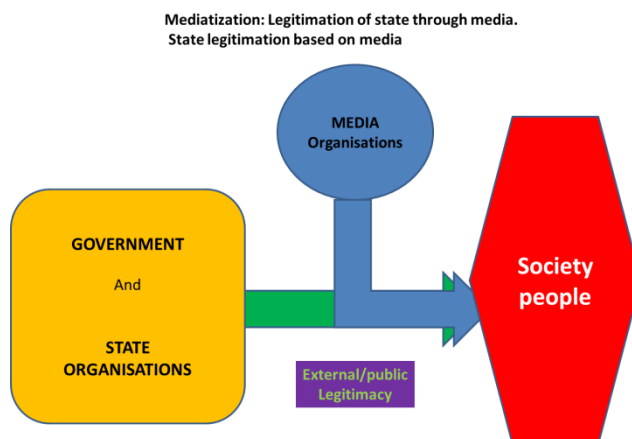 Mediatization: Legitimation of state through media.
State legitimation based on media
MEDIA
Organisations
GOVERNMENT
And
STATE
ORGANISATIONS
Society
people
External/public
Legitimacy